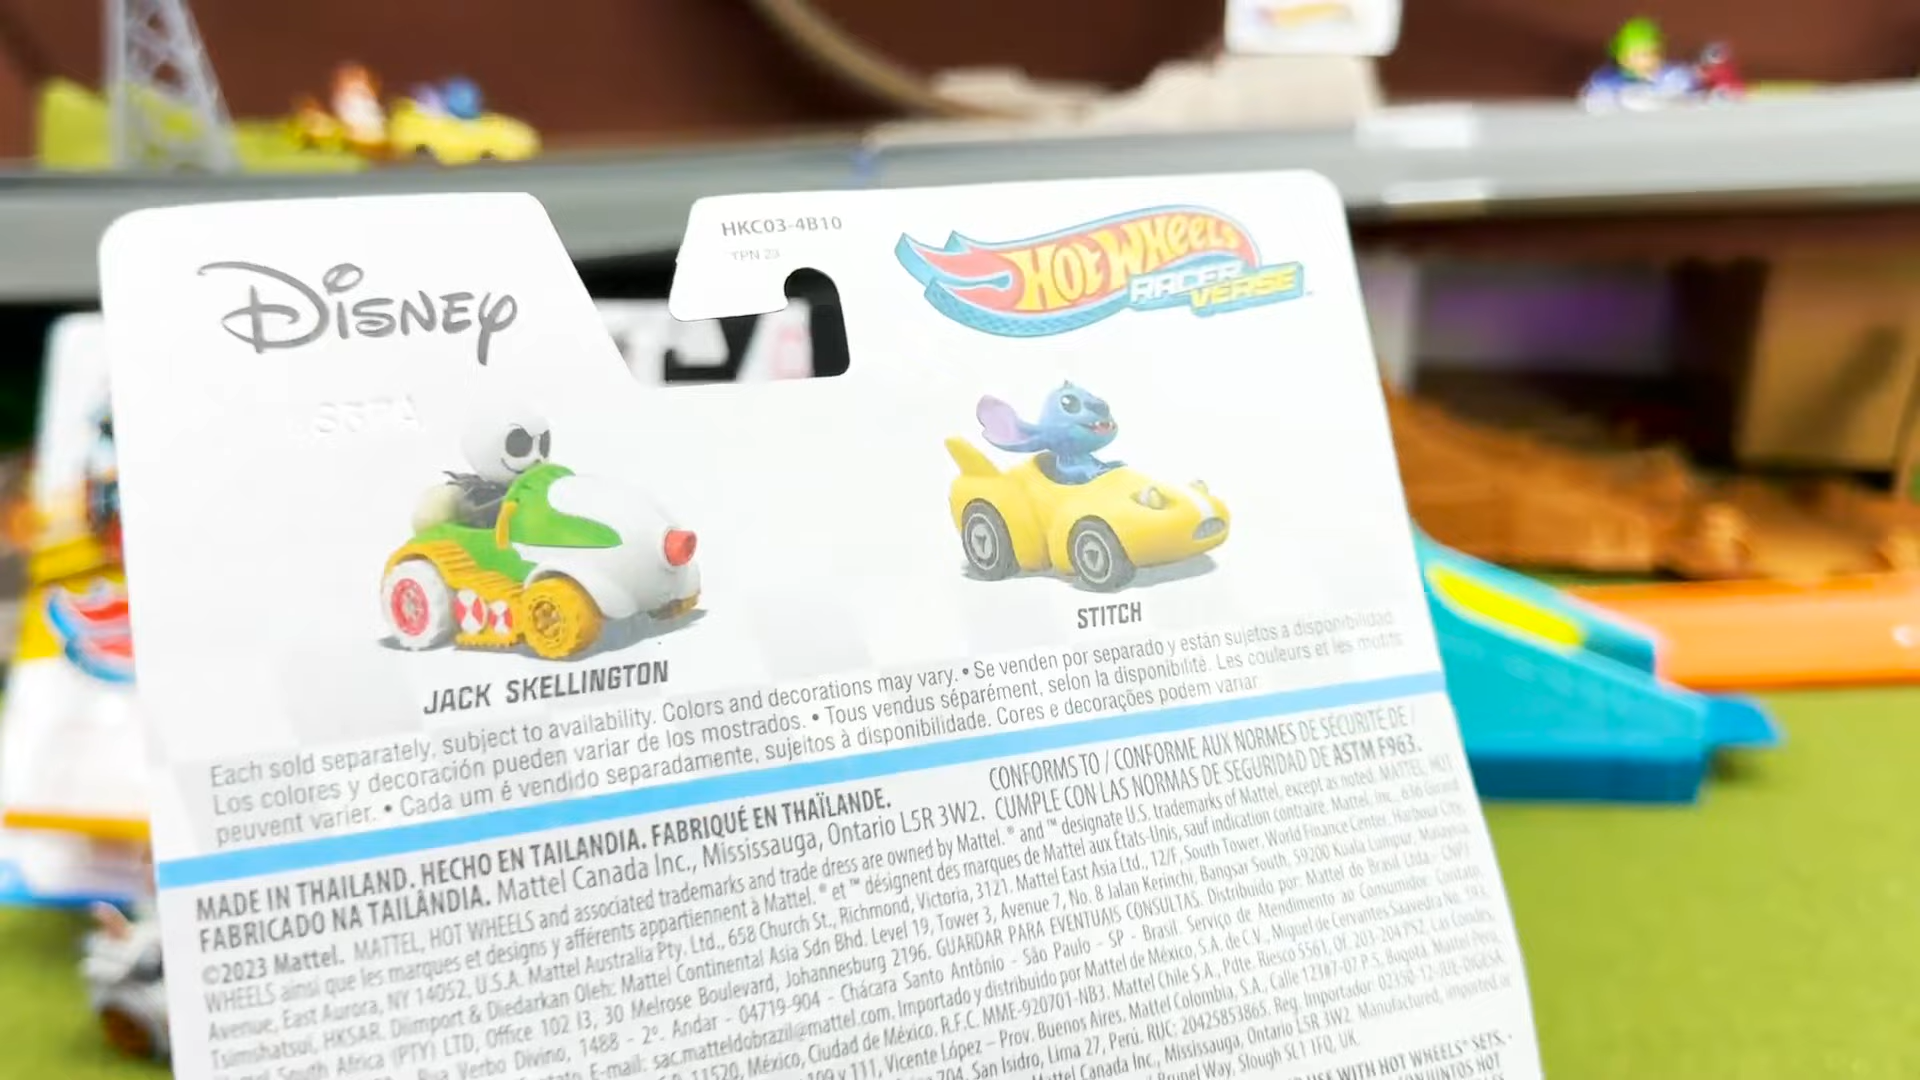 DISNEY
HKC03-4B10
TPN 23
HOT WHEELS
RACER
VERSE
JACK SKELLINGTON
STITCH
Each sold separately, subject to availability. Colors and decorations may vary. • Se venden por separado y están sujetos a disponibilidad.
Los colores y decoración pueden variar de los mostrados. • Tous vendus séparément, selon la disponibilité. Les couleurs et les motifs
peuvent varier. • Cada um é vendido separadamente, sujeitos à disponibilidade. Cores e decorações podem variar.
MADE IN THAILAND. HECHO EN TAILANDIA. FABRIQUÉ EN THAÏLANDE.
FABRICADO NA TAILÂNDIA. Mattel Canada Inc., Mississauga, Ontario L5R 3W2.
CONFORMS TO / CONFORME AUX NORMES DE SÉCURITÉ DE /
CUMPLE CON LAS NORMAS DE SEGURIDAD DE ASTM F963.
©2023 Mattel. MATTEL, HOT WHEELS and associated trademarks and trade dress are owned by Mattel. ® and ™ designate U.S. trademarks of Mattel, except as noted. MATTEL, HOT
WHEELS ainsi que les marques et designs y afférents appartiennent à Mattel. ® et ™ désignent des marques de Mattel aux États-Unis, sauf indication contraire. Mattel, Inc., 636 Girard
Avenue, East Aurora, NY 14052, U.S.A. Mattel Australia Pty. Ltd., 658 Church St., Richmond, Victoria, 3121. Mattel East Asia Ltd., 12/F, South Tower, World Finance Center, Harbour City,
Tsimshatsui, HKSAR. Diimport & Diedarkan Oleh: Mattel Continental Asia Sdn Bhd. Level 19, Tower 3, Avenue 7, No. 8 Jalan Kerinchi, Bangsar South, 59200 Kuala Lumpur, Malaysia.
South Africa (PTY) LTD, Office 102 I3, 30 Melrose Boulevard, Johannesburg 2196. GUARDAR PARA EVENTUAIS CONSULTAS. Distribuido por: Mattel do Brasil Ltda.- CNPJ
Verbo Divino, 1488 - 2º. Andar - 04719-904 - Chácara Santo Antônio - São Paulo - SP - Brasil. Serviço de Atendimento ao Consumidor:
E-mail: sac.matteldobrazil@mattel.com. Importado y distribuido por Mattel de México, S.A. de C.V., Miguel de Cervantes Saavedra No. 193,
11520, México, Ciudad de México. R.F.C. MME-920701-NB3. Mattel Chile S.A., Pdte. Riesco 5561, Of. 203-204 PSZ, Las Condes,
Vicente López – Prov. Buenos Aires. Mattel Colombia, S.A., Calle 123#7-07 P.5, Bogotá. Mattel Perú,
San Isidro, Lima 27, Perú. RUC: 20425853865. Reg. Importador:
Mattel Canada Inc., Mississauga, Ontario L5R 3W2. Manufactured, imported
Way, Slough SL1 1FQ, UK.
USE WITH HOT WHEELS® SETS.
CONJUNTOS HOT